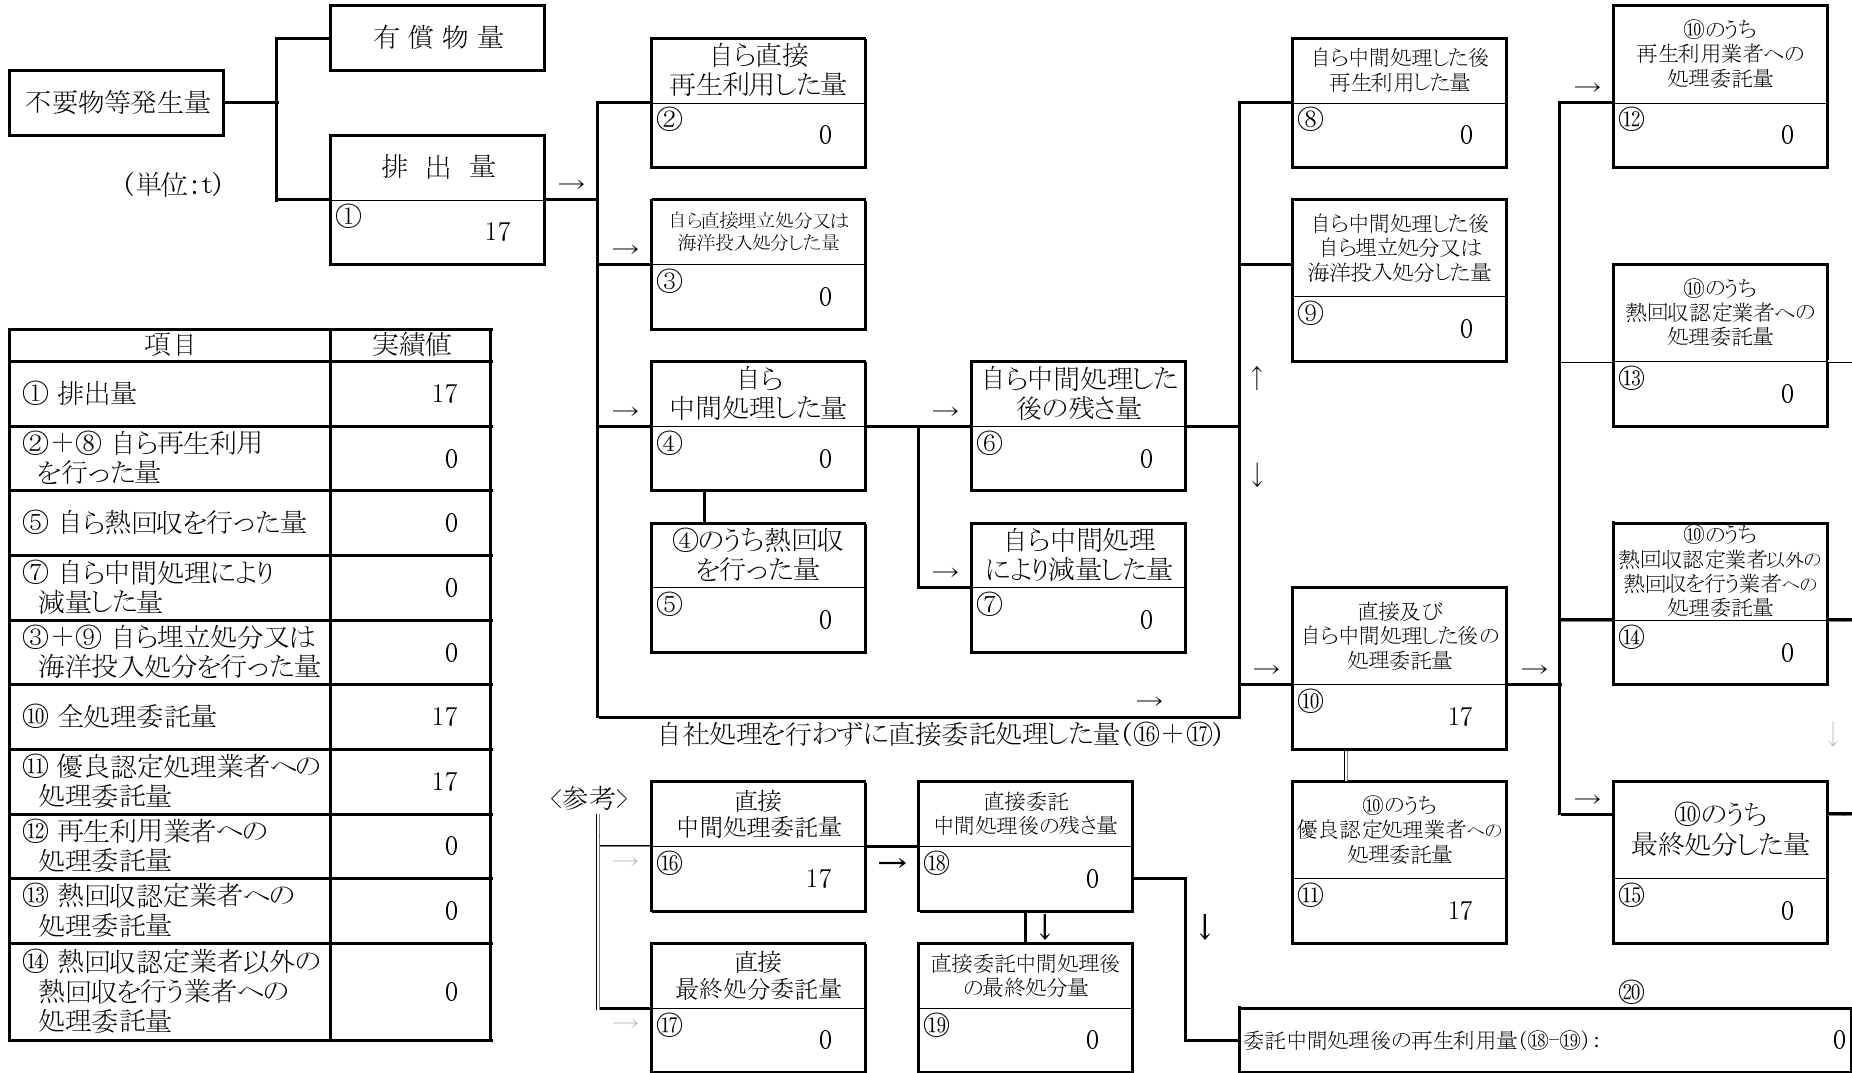 有 償 物 量
不要物等発生量
(単位:t)
排 出 量
→
①
17
自ら直接
再生利用した量
②
0
→
自ら直接埋立処分又は
海洋投入処分した量
③
0
→
自ら
中間処理した量
④
0
④のうち熱回収
を行った量
⑤
0
→
自ら中間処理した
後の残さ量
⑥
0
→
自ら中間処理
により減量した量
⑦
0
自ら中間処理した後
再生利用した量
⑧
0
自ら中間処理した後
自ら埋立処分又は
海洋投入処分した量
⑨
0
↑
↓
→
自社処理を行わずに直接委託処理した量(⑯+⑰)
→
直接及び
自ら中間処理した後の
処理委託量
⑩
17
→
⑩のうち
優良認定処理業者への
処理委託量
⑪
17
→
⑩のうち
再生利用業者への
処理委託量
⑫
0
⑩のうち
熱回収認定業者への
処理委託量
⑬
0
⑩のうち
熱回収認定業者以外の
熱回収を行う業者への
処理委託量
⑭
0
↓
→
⑩のうち
最終処分した量
⑮
0
項目 実績値
① 排出量 17
②+⑧ 自ら再生利用
を行った量 0
⑤ 自ら熱回収を行った量 0
⑦ 自ら中間処理により
減量した量 0
③+⑨ 自ら埋立処分又は
海洋投入処分を行った量 0
⑩ 全処理委託量 17
⑪ 優良認定処理業者への
処理委託量 17
⑫ 再生利用業者への
処理委託量 0
⑬ 熱回収認定業者への
処理委託量 0
⑭ 熱回収認定業者以外の
熱回収を行う業者への
処理委託量 0
<参考>
→
直接
中間処理委託量
⑯
17
→
直接委託
中間処理後の残さ量
⑱
0
↓
↓
→
直接
最終処分委託量
⑰
0
直接委託中間処理後
の最終処分量
⑲
0
⑳
委託中間処理後の再生利用量(⑱-⑲): 0